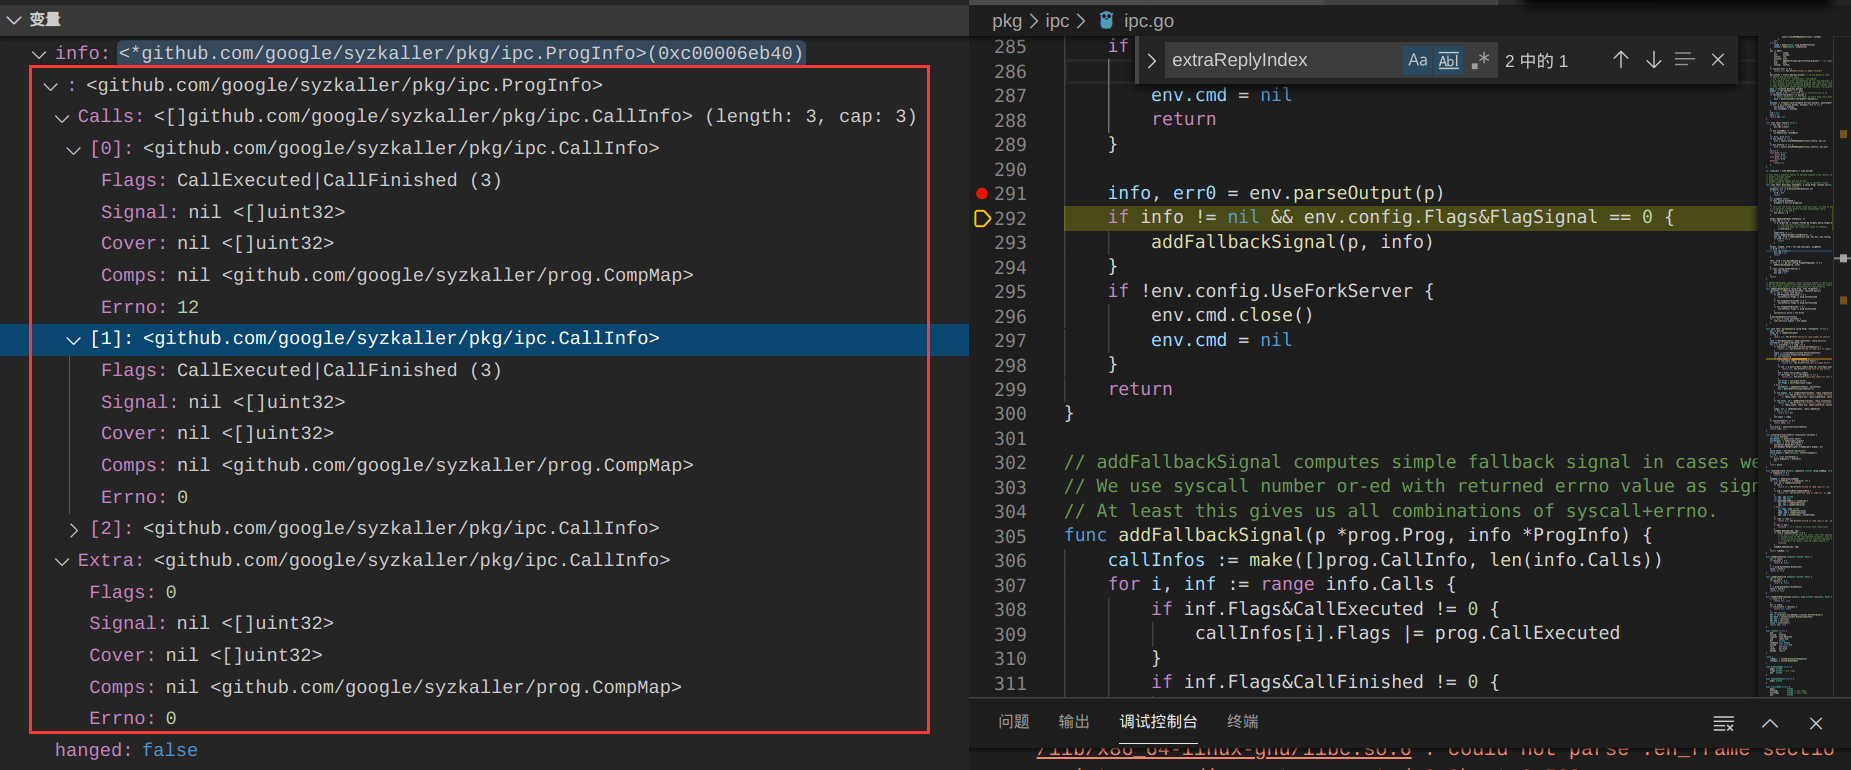 变量
info: <*github.com/google/syzkaller/pkg/ipc.ProgInfo>(0xc00006eb40)
: <github.com/google/syzkaller/pkg/ipc.ProgInfo>
Calls: <[]github.com/google/syzkaller/pkg/ipc.CallInfo> (length: 3, cap: 3)
[0]: <github.com/google/syzkaller/pkg/ipc.CallInfo>
Flags: CallExecuted|CallFinished (3)
Signal: nil <[]uint32>
Cover: nil <[]uint32>
Comps: nil <github.com/google/syzkaller/prog.CompMap>
Errno: 12
[1]: <github.com/google/syzkaller/pkg/ipc.CallInfo>
Flags: CallExecuted|CallFinished (3)
Signal: nil <[]uint32>
Cover: nil <[]uint32>
Comps: nil <github.com/google/syzkaller/prog.CompMap>
Errno: 0
[2]: <github.com/google/syzkaller/pkg/ipc.CallInfo>
Extra: <github.com/google/syzkaller/pkg/ipc.CallInfo>
Flags: 0
Signal: nil <[]uint32>
Cover: nil <[]uint32>
Comps: nil <github.com/google/syzkaller/prog.CompMap>
Errno: 0
hanged: false
pkg > ipc > ipc.go
extraReplyIndex Aa Abl .* 2 中的 1
285 if
286
287 env.cmd = nil
288 return
289 }
290
291 info, err0 = env.parseOutput(p)
292 if info != nil && env.config.Flags&FlagSignal == 0 {
293 addFallbackSignal(p, info)
294 }
295 if !env.config.UseForkServer {
296 env.cmd.close()
297 env.cmd = nil
298 }
299 return
300 }
301
302 // addFallbackSignal computes simple fallback signal in cases we
303 // We use syscall number or-ed with returned errno value as sign
304 // At least this gives us all combinations of syscall+errno.
305 func addFallbackSignal(p *prog.Prog, info *ProgInfo) {
306 callInfos := make([]prog.CallInfo, len(info.Calls))
307 for i, inf := range info.Calls {
308 if inf.Flags&CallExecuted != 0 {
309 callInfos[i].Flags |= prog.CallExecuted
310 }
311 if inf.Flags&CallFinished != 0 {
问题 输出 调试控制台 终端
/lib/x86_64-linux-gnu/libc.so.6 : could not parse .eh_frame sectio